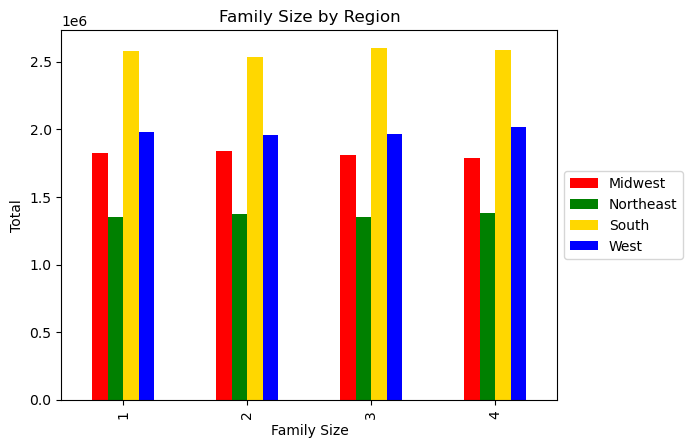 Family Size by Region
1e6
2.5
2.0
1.5
1.0
0.5
0.0
Total
1
2
3
4
Family Size
Midwest
Northeast
South
West